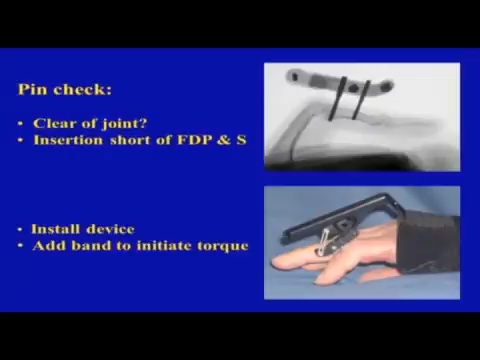 Pin check:
• Clear of joint?
• Insertion short of FDP & S
• Install device
• Add band to initiate torque